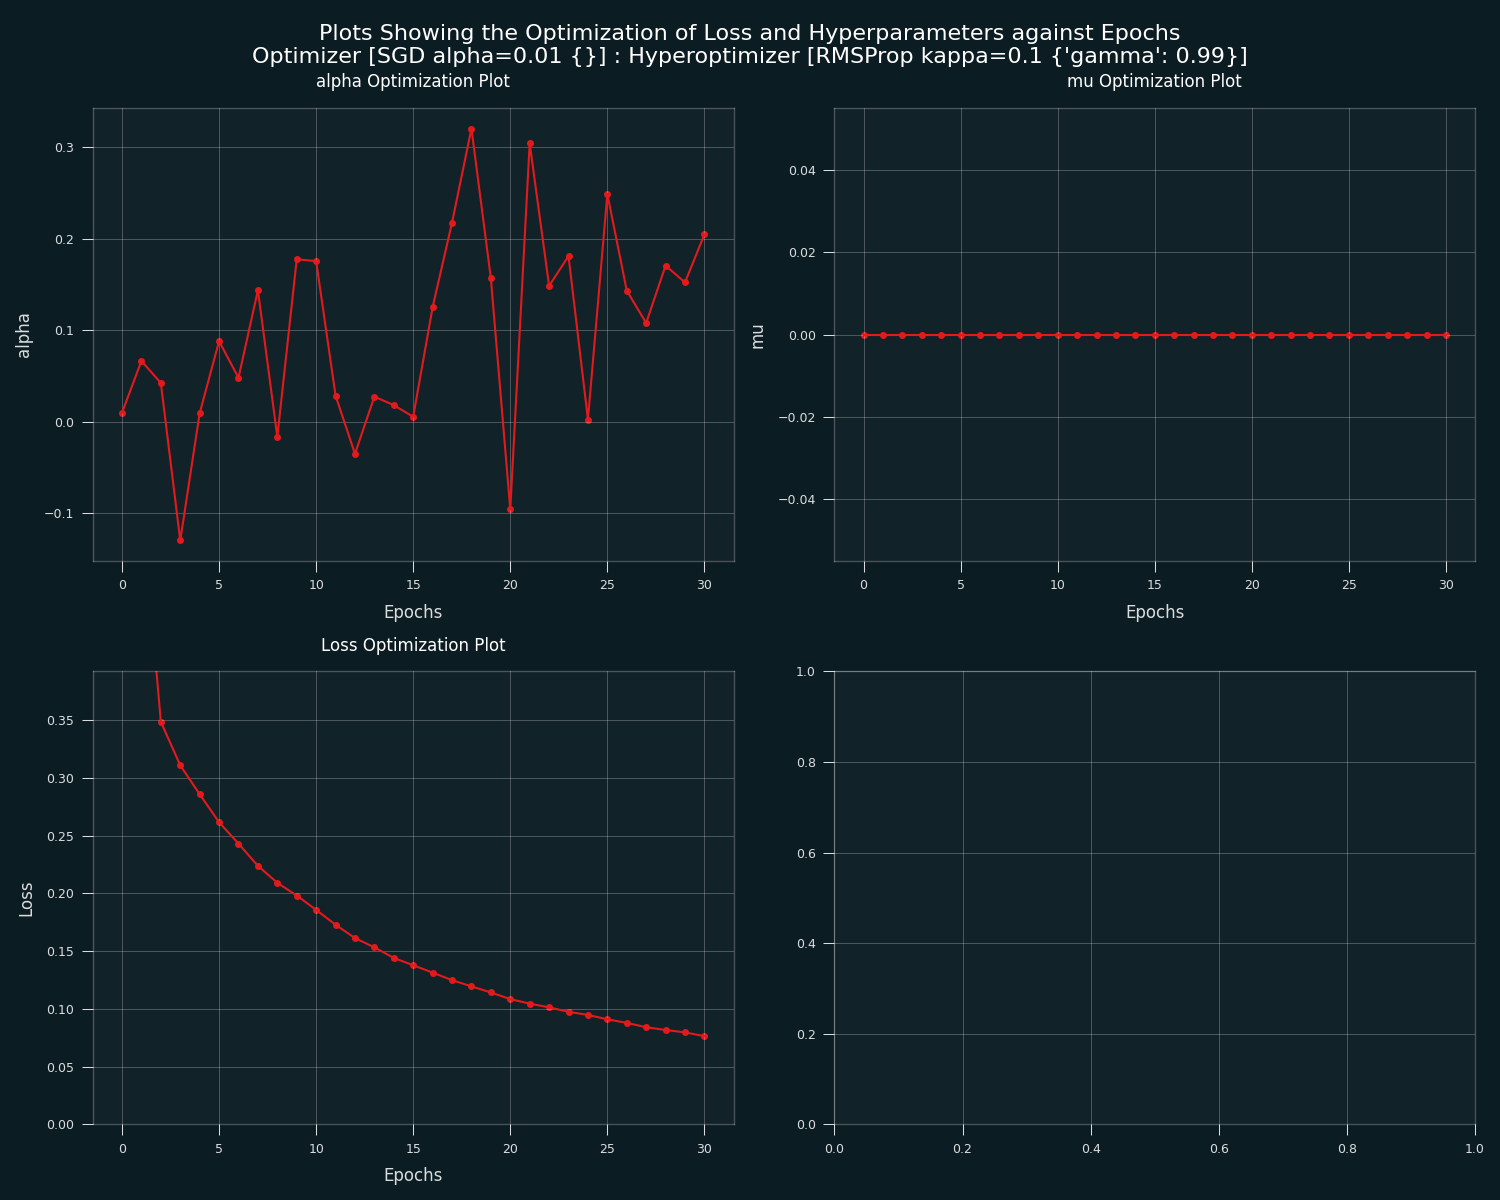 Plots Showing the Optimization of Loss and Hyperparameters against Epochs
Optimizer [SGD alpha=0.01 {}] : Hyperoptimizer [RMSProp kappa=0.1 {'gamma': 0.99}]
alpha Optimization Plot
0.3
0.2
0.1
0.0
−0.1
alpha
0 5 10 15 20 25 30
Epochs
mu Optimization Plot
0.04
0.02
0.00
−0.02
−0.04
mu
0 5 10 15 20 25 30
Epochs
Loss Optimization Plot
0.35
0.30
0.25
0.20
0.15
0.10
0.05
0.00
Loss
0 5 10 15 20 25 30
Epochs
1.0
0.8
0.6
0.4
0.2
0.0
0.0 0.2 0.4 0.6 0.8 1.0